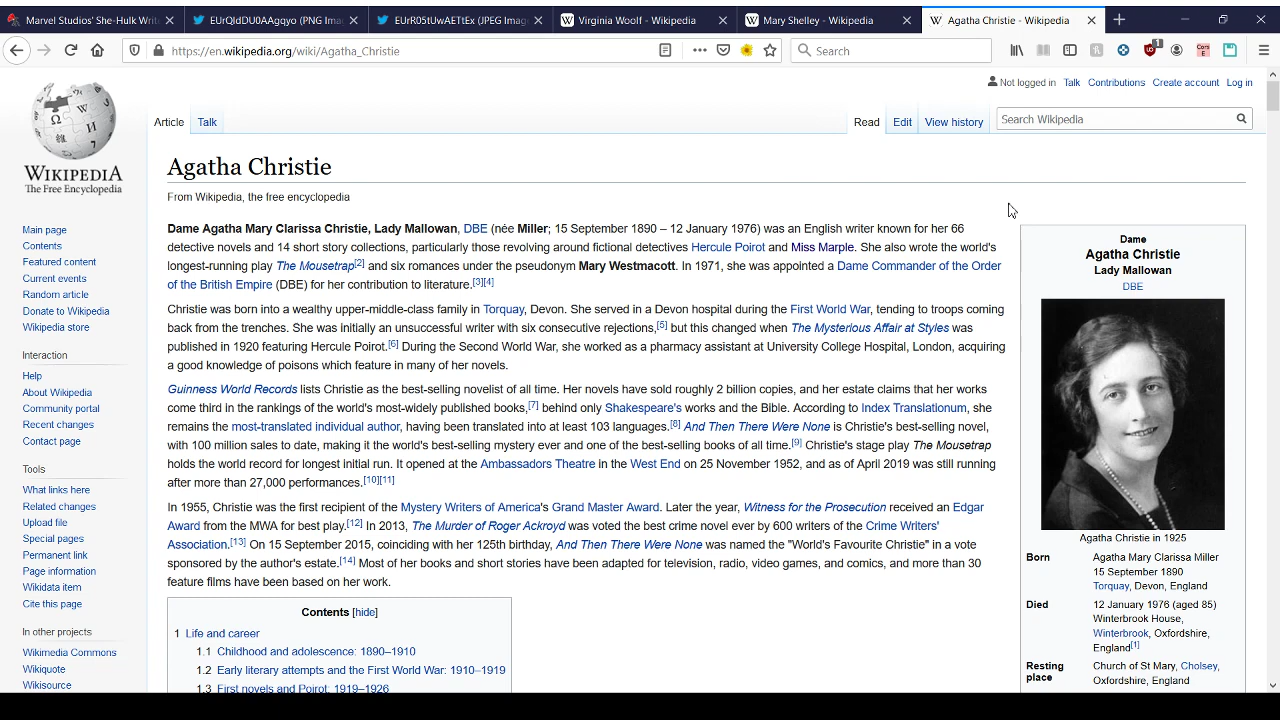 Marvel Studios' She-Hulk Write
EUrQIdDU0AAgqyo (PNG Imag
EUrR05tUwAETtEx (JPEG Imag
Virginia Woolf - Wikipedia
Mary Shelley - Wikipedia
Agatha Christie - Wikipedia
https://en.wikipedia.org/wiki/Agatha_Christie
Search
Not logged in Talk Contributions Create account Log in
Article Talk
Read Edit View history
Search Wikipedia
WIKIPEDIA
The Free Encyclopedia
Main page
Contents
Featured content
Current events
Random article
Donate to Wikipedia
Wikipedia store
Interaction
Help
About Wikipedia
Community portal
Recent changes
Contact page
Tools
What links here
Related changes
Upload file
Special pages
Permanent link
Page information
Wikidata item
Cite this page
In other projects
Wikimedia Commons
Wikiquote
Wikisource
Agatha Christie
From Wikipedia, the free encyclopedia
Dame Agatha Mary Clarissa Christie, Lady Mallowan, DBE (née Miller; 15 September 1890 – 12 January 1976) was an English writer known for her 66
detective novels and 14 short story collections, particularly those revolving around fictional detectives Hercule Poirot and Miss Marple. She also wrote the world's
longest-running play The Mousetrap[2] and six romances under the pseudonym Mary Westmacott. In 1971, she was appointed a Dame Commander of the Order
of the British Empire (DBE) for her contribution to literature.[3][4]
Christie was born into a wealthy upper-middle-class family in Torquay, Devon. She served in a Devon hospital during the First World War, tending to troops coming
back from the trenches. She was initially an unsuccessful writer with six consecutive rejections,[5] but this changed when The Mysterious Affair at Styles was
published in 1920 featuring Hercule Poirot.[6] During the Second World War, she worked as a pharmacy assistant at University College Hospital, London, acquiring
a good knowledge of poisons which feature in many of her novels.
Guinness World Records lists Christie as the best-selling novelist of all time. Her novels have sold roughly 2 billion copies, and her estate claims that her works
come third in the rankings of the world's most-widely published books,[7] behind only Shakespeare's works and the Bible. According to Index Translationum, she
remains the most-translated individual author, having been translated into at least 103 languages.[8] And Then There Were None is Christie's best-selling novel,
with 100 million sales to date, making it the world's best-selling mystery ever and one of the best-selling books of all time.[9] Christie's stage play The Mousetrap
holds the world record for longest initial run. It opened at the Ambassadors Theatre in the West End on 25 November 1952, and as of April 2019 was still running
after more than 27,000 performances.[10][11]
In 1955, Christie was the first recipient of the Mystery Writers of America's Grand Master Award. Later the year, Witness for the Prosecution received an Edgar
Award from the MWA for best play.[12] In 2013, The Murder of Roger Ackroyd was voted the best crime novel ever by 600 writers of the Crime Writers'
Association.[13] On 15 September 2015, coinciding with her 125th birthday, And Then There Were None was named the "World's Favourite Christie" in a vote
sponsored by the author's estate.[14] Most of her books and short stories have been adapted for television, radio, video games, and comics, and more than 30
feature films have been based on her work.
Contents [hide]
1 Life and career
1.1 Childhood and adolescence: 1890–1910
1.2 Early literary attempts and the First World War: 1910–1919
1.3 First novels and Poirot: 1919–1926
Dame
Agatha Christie
Lady Mallowan
DBE
Agatha Christie in 1925
Born Agatha Mary Clarissa Miller
15 September 1890
Torquay, Devon, England
Died 12 January 1976 (aged 85)
Winterbrook House,
Winterbrook, Oxfordshire,
England[1]
Resting place Church of St Mary, Cholsey,
Oxfordshire, England